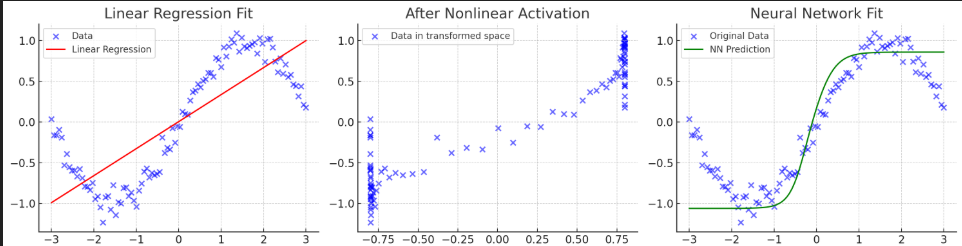 Linear Regression Fit
Data
Linear Regression
1.0
0.5
0.0
−0.5
−1.0
−3 −2 −1 0 1 2 3
After Nonlinear Activation
Data in transformed space
1.0
0.5
0.0
−0.5
−1.0
−0.75 −0.50 −0.25 0.00 0.25 0.50 0.75
Neural Network Fit
Original Data
NN Prediction
1.0
0.5
0.0
−0.5
−1.0
−3 −2 −1 0 1 2 3